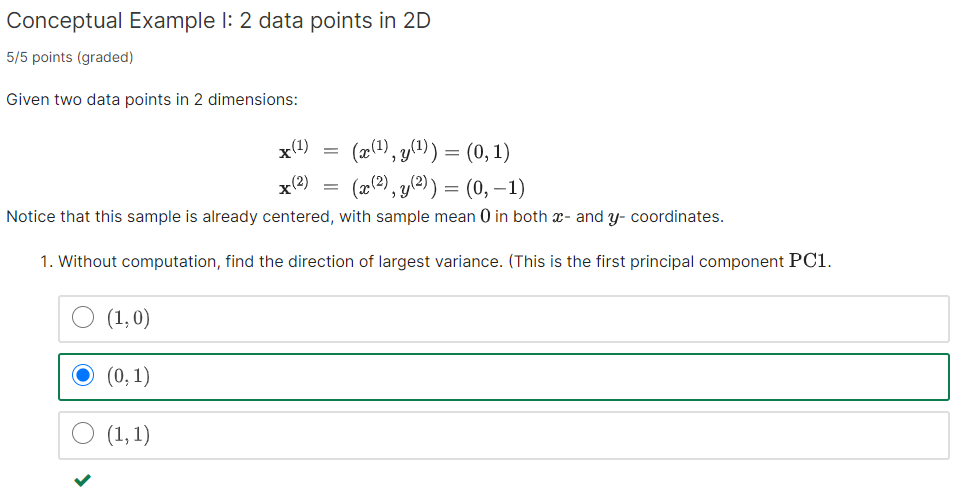 Conceptual Example I: 2 data points in 2D
5/5 points (graded)
Given two data points in 2 dimensions:
x^(1) = (x^(1), y^(1)) = (0, 1)
x^(2) = (x^(2), y^(2)) = (0, −1)
Notice that this sample is already centered, with sample mean 0 in both x- and y- coordinates.
1. Without computation, find the direction of largest variance. (This is the first principal component PC1.
(1, 0)
(0, 1)
(1, 1)